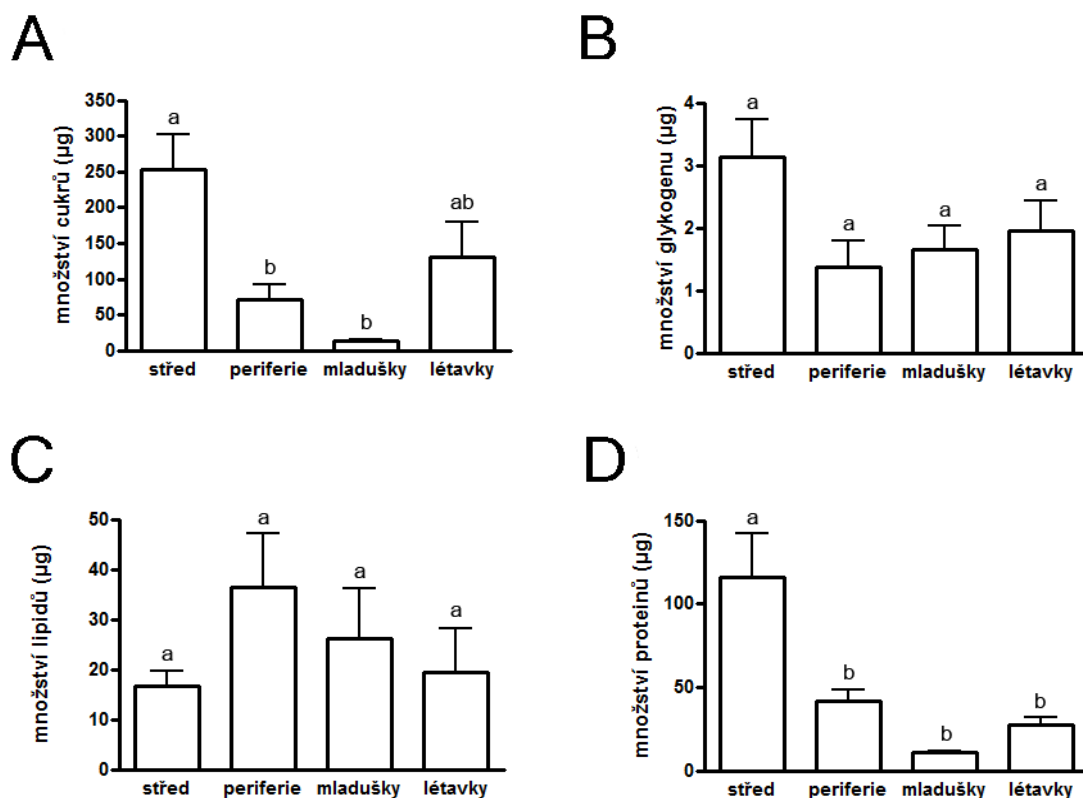 A
množství cukrů (µg)
350
300
250
200
150
100
50
0
a
b
b
ab
střed periferie mladušky létavky
B
množství glykogenu (µg)
4
3
2
1
0
a
a
a
a
střed periferie mladušky létavky
C
množství lipidů (µg)
50
40
30
20
10
0
a
a
a
a
střed periferie mladušky létavky
D
množství proteinů (µg)
150
100
50
0
a
b
b
b
střed periferie mladušky létavky